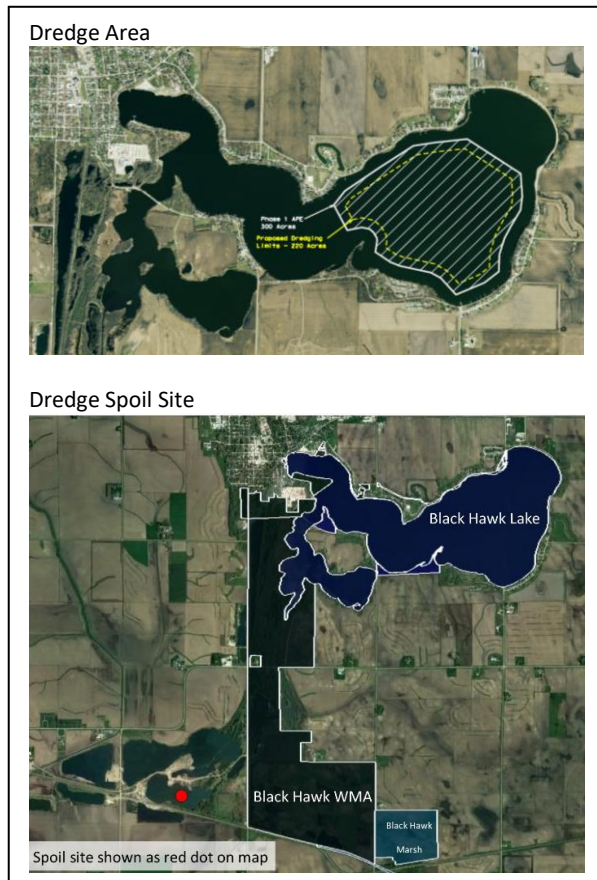 Dredge Area
Phase 1 APE
300 Acres
Proposed Dredging
Limits - 220 Acres
Dredge Spoil Site
Black Hawk Lake
Black Hawk WMA
Black Hawk
Marsh
Spoil site shown as red dot on map